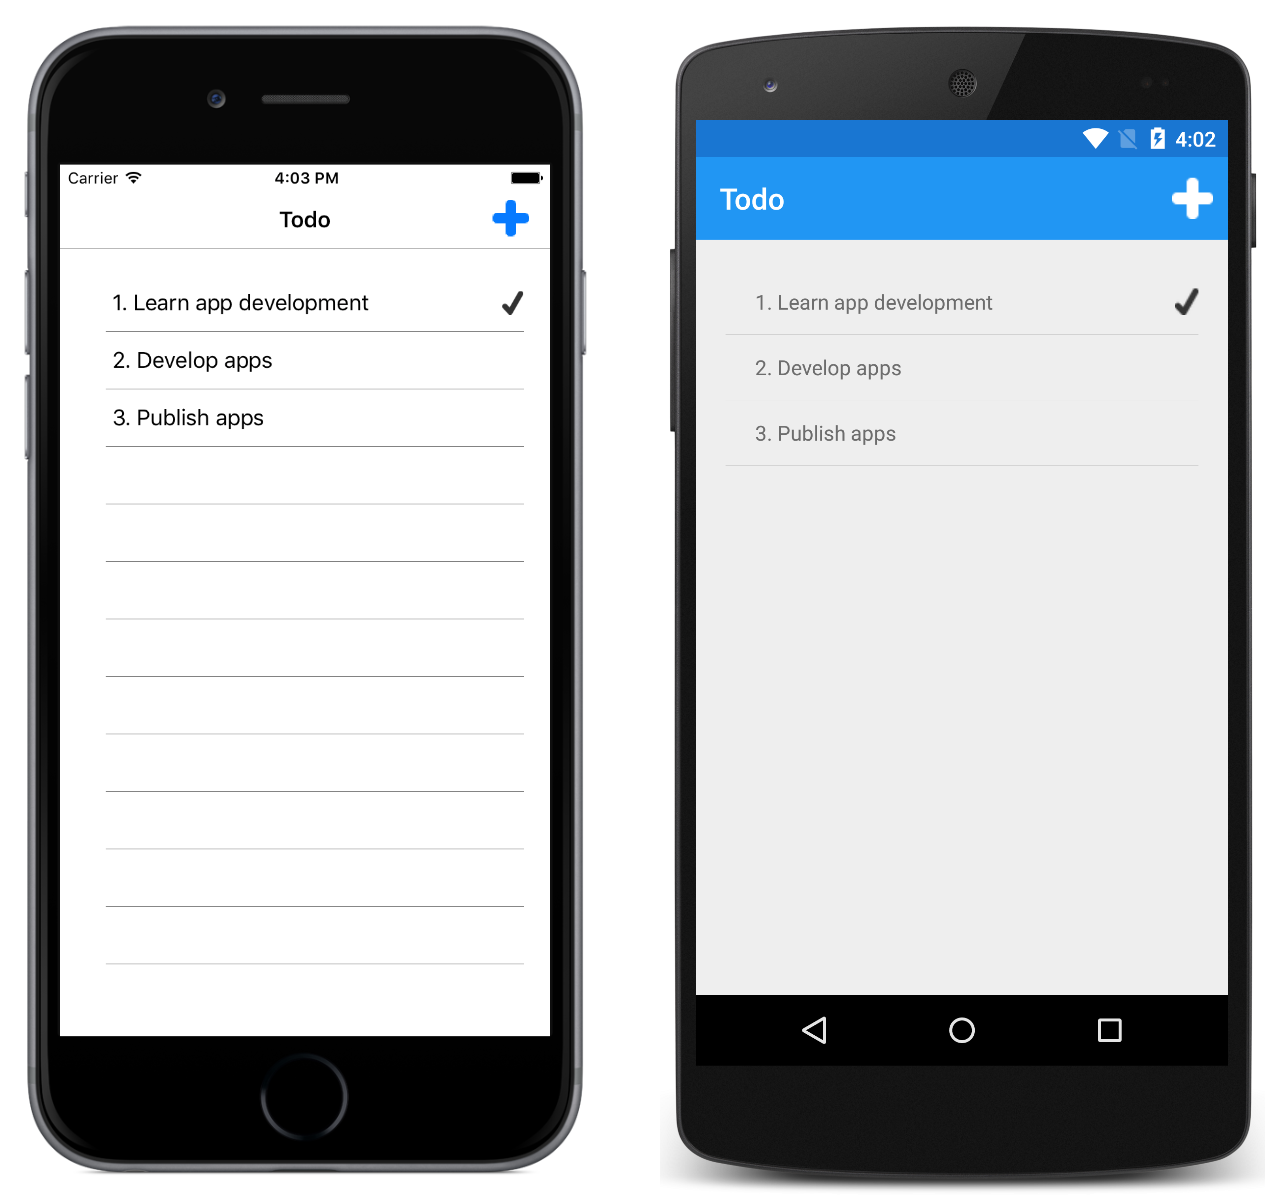 Carrier 4:03 PM
Todo
1. Learn app development
2. Develop apps
3. Publish apps
4:02
Todo
1. Learn app development
2. Develop apps
3. Publish apps